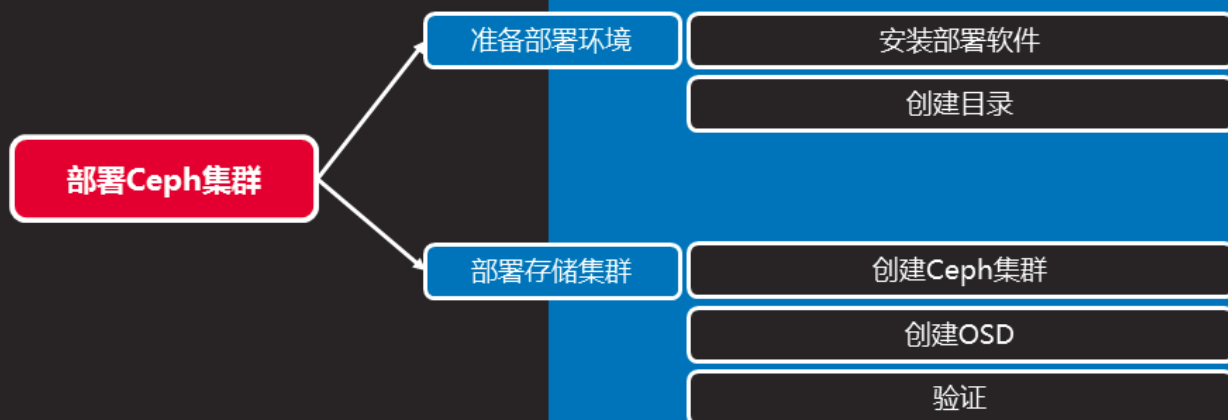 部署Ceph集群
准备部署环境
安装部署软件
创建目录
部署存储集群
创建Ceph集群
创建OSD
验证